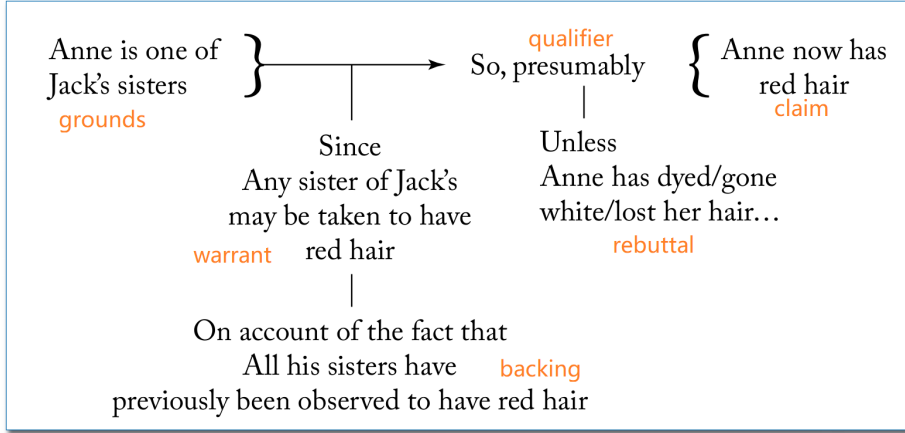 Anne is one of
Jack's sisters
grounds
qualifier
So, presumably
Anne now has
red hair
claim
Since
Any sister of Jack's
may be taken to have
red hair
warrant
Unless
Anne has dyed/gone
white/lost her hair…
rebuttal
On account of the fact that
All his sisters have
backing
previously been observed to have red hair